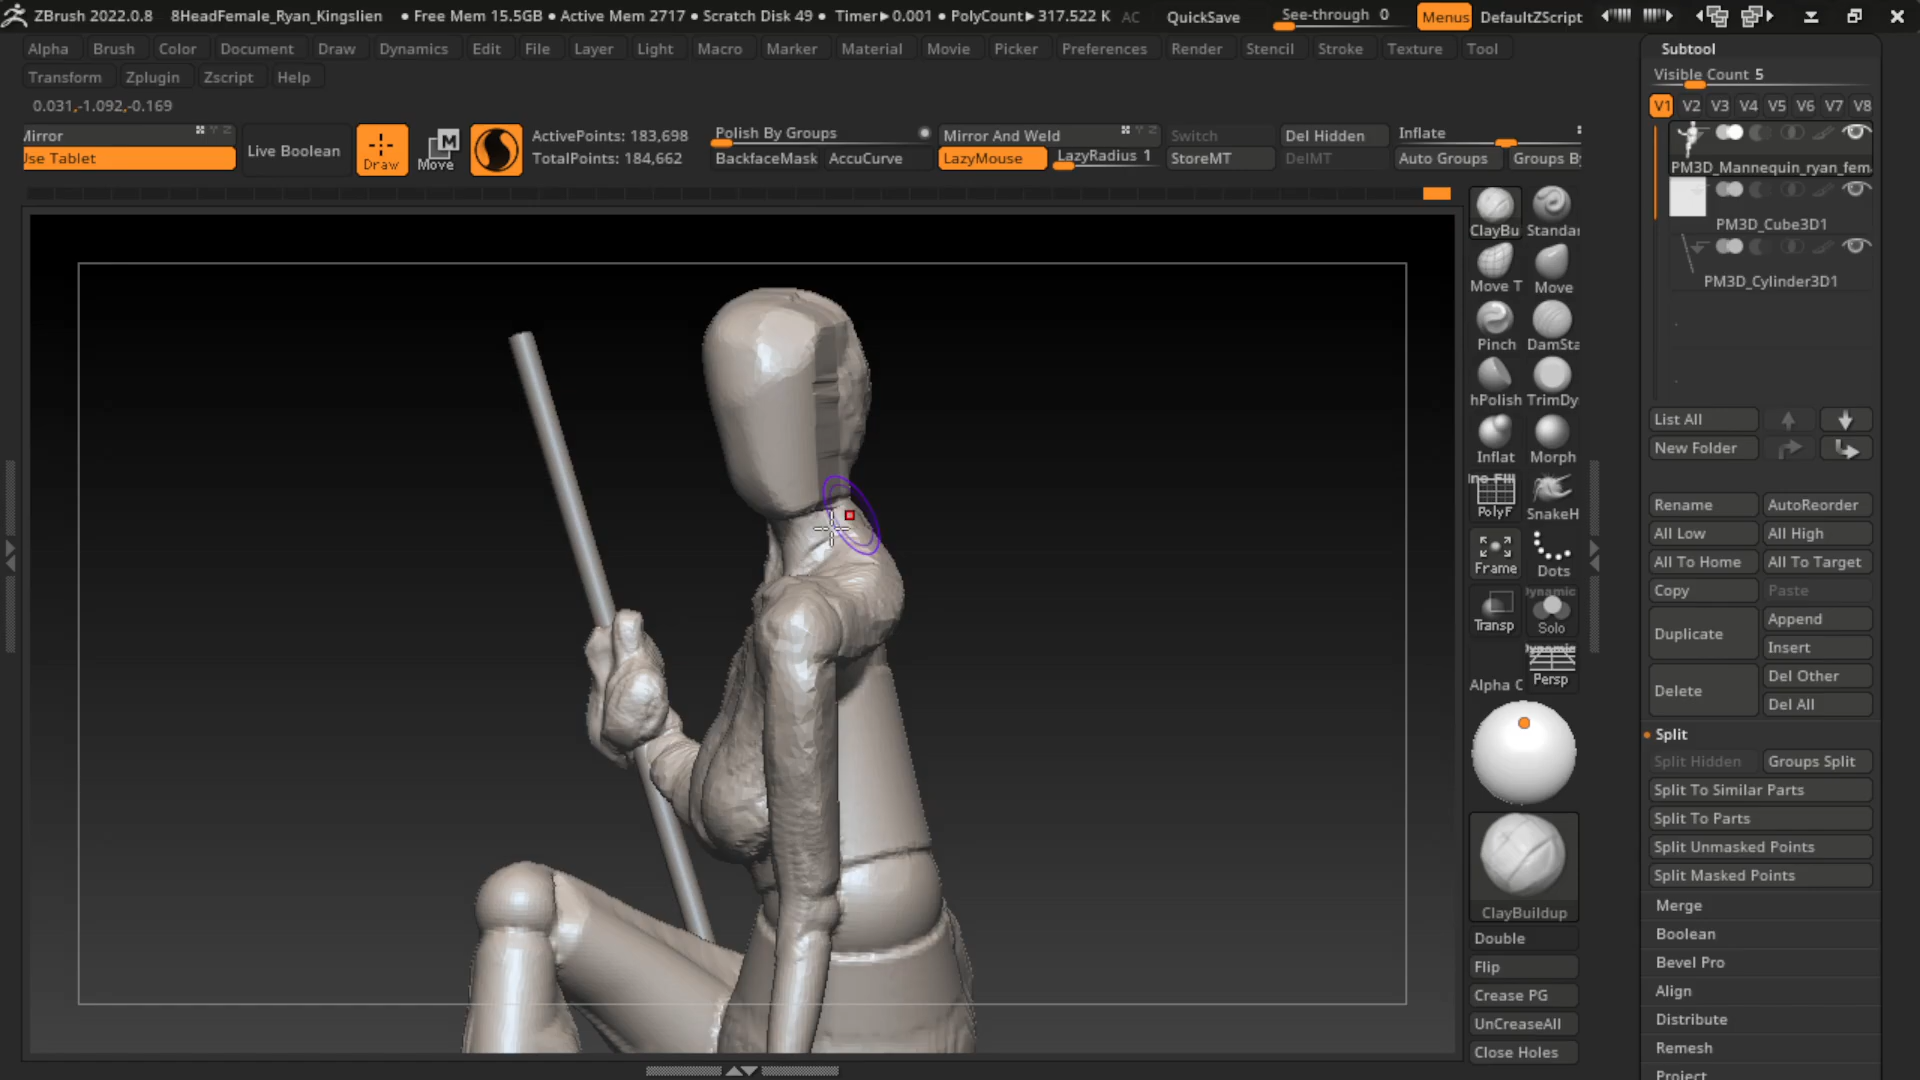 ZBrush 2022.0.8 8HeadFemale_Ryan_Kingslien • Free Mem 15.5GB • Active Mem 2717 • Scratch Disk 49 • Timer▶0.001 • PolyCount▶317.522 K AC QuickSave See-through 0 Menus DefaultZScript
Alpha Brush Color Document Draw Dynamics Edit File Layer Light Macro Marker Material Movie Picker Preferences Render Stencil Stroke Texture Tool
Transform Zplugin Zscript Help
0.031,-1.092,-0.169
Mirror
Use Tablet
Live Boolean
Draw
Move
ActivePoints: 183,698
TotalPoints: 184,662
Polish By Groups
BackfaceMask AccuCurve
Mirror And Weld
LazyMouse LazyRadius 1
Switch
StoreMT
Del Hidden
DelMT
Inflate
Auto Groups Groups By
ClayBu Standar
Move T Move
Pinch DamSta
hPolish TrimDy
Inflat Morph
PolyF SnakeH
Frame Dots
Dynamic
Transp Solo
Dynamic
Alpha C Persp
ClayBuildup
Double
Flip
Crease PG
UnCreaseAll
Close Holes
Subtool
Visible Count 5
V1 V2 V3 V4 V5 V6 V7 V8
PM3D_Mannequin_ryan_fem
PM3D_Cube3D1
PM3D_Cylinder3D1
List All
New Folder
Rename AutoReorder
All Low All High
All To Home All To Target
Copy Paste
Duplicate Append
Insert
Delete Del Other
Del All
Split
Split Hidden Groups Split
Split To Similar Parts
Split To Parts
Split Unmasked Points
Split Masked Points
Merge
Boolean
Bevel Pro
Align
Distribute
Remesh
Project